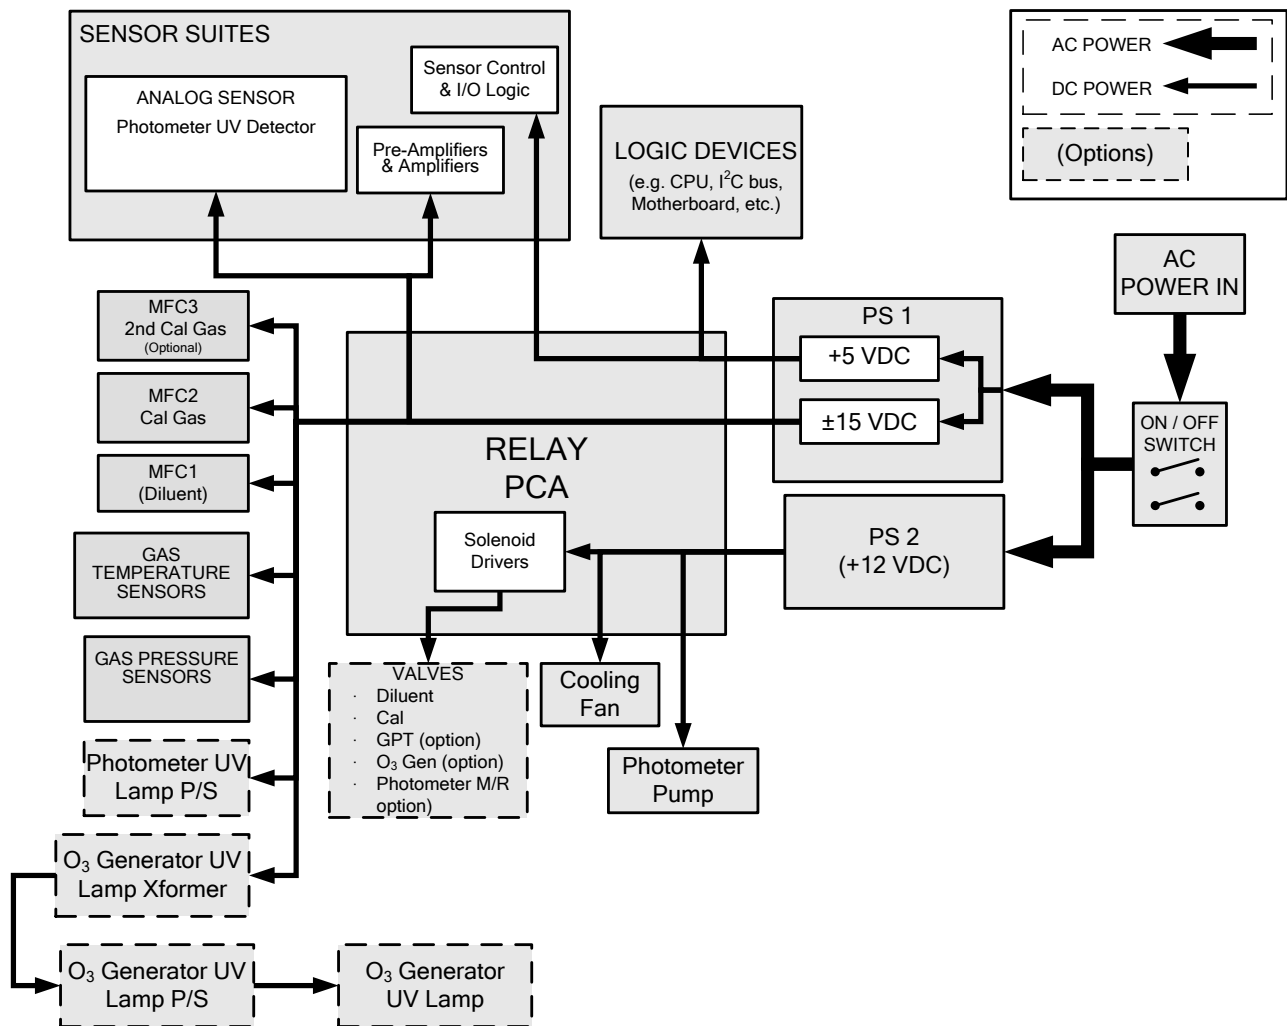 SENSOR SUITES
ANALOG SENSOR
Photometer UV Detector
Sensor Control
& I/O Logic
Pre-Amplifiers
& Amplifiers
LOGIC DEVICES
(e.g. CPU, I²C bus,
Motherboard, etc.)
AC POWER
DC POWER
(Options)
AC
POWER IN
ON / OFF
SWITCH
PS 1
+5 VDC
±15 VDC
PS 2
(+12 VDC)
RELAY
PCA
Solenoid
Drivers
MFC3
2nd Cal Gas
(Optional)
MFC2
Cal Gas
MFC1
(Diluent)
GAS
TEMPERATURE
SENSORS
GAS PRESSURE
SENSORS
Photometer UV
Lamp P/S
O₃ Generator UV
Lamp Xformer
O₃ Generator UV
Lamp P/S
O₃ Generator
UV Lamp
VALVES
· Diluent
· Cal
· GPT (option)
· O₃ Gen (option)
· Photometer M/R
option)
Cooling
Fan
Photometer
Pump